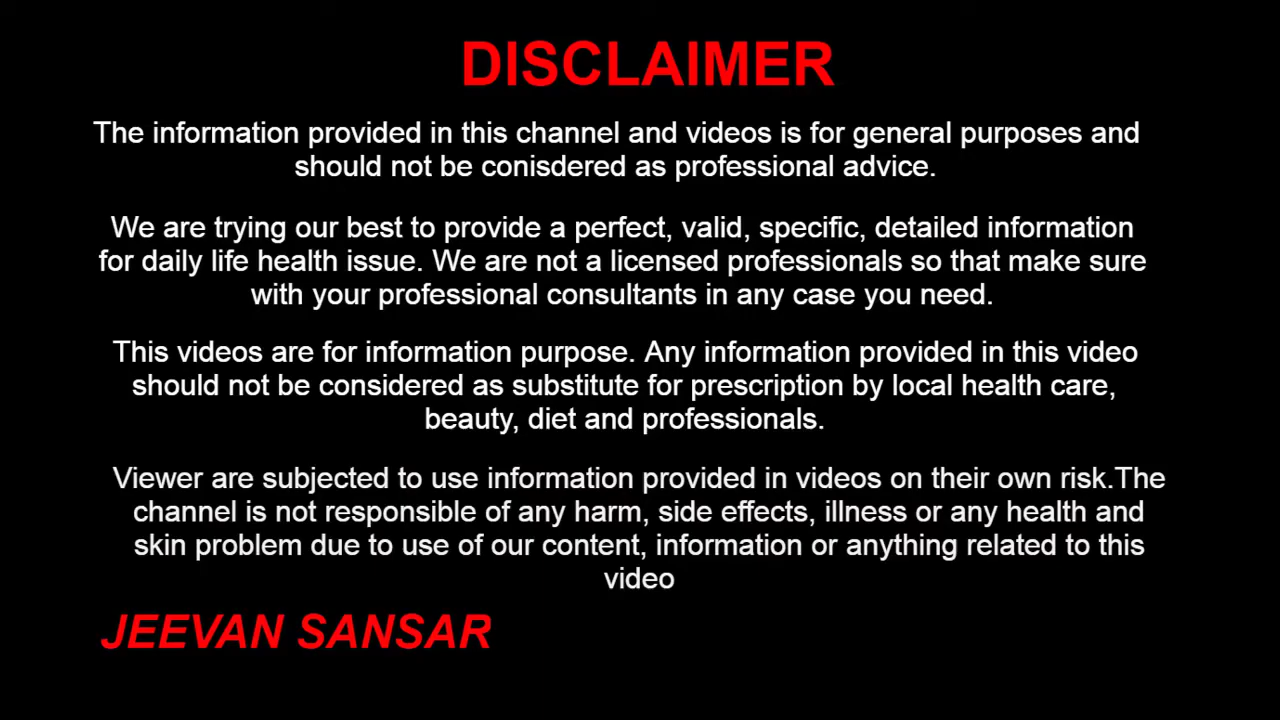 DISCLAIMER
The information provided in this channel and videos is for general purposes and
should not be conisdered as professional advice.
We are trying our best to provide a perfect, valid, specific, detailed information
for daily life health issue. We are not a licensed professionals so that make sure
with your professional consultants in any case you need.
This videos are for information purpose. Any information provided in this video
should not be considered as substitute for prescription by local health care,
beauty, diet and professionals.
Viewer are subjected to use information provided in videos on their own risk.The
channel is not responsible of any harm, side effects, illness or any health and
skin problem due to use of our content, information or anything related to this
video
JEEVAN SANSAR